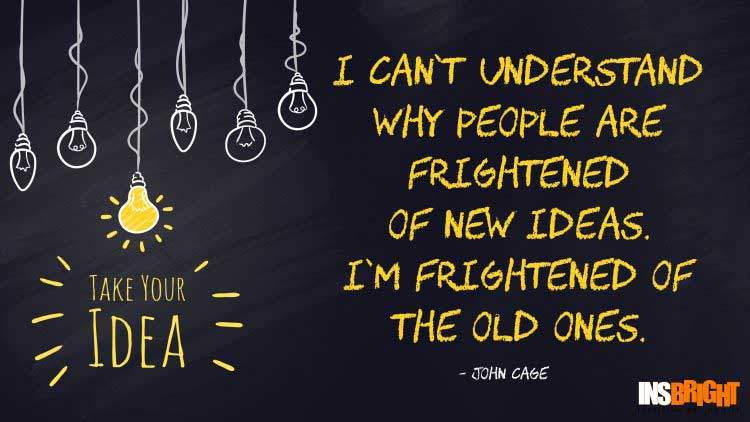 I CAN`T UNDERSTAND
WHY PEOPLE ARE
FRIGHTENED
OF NEW IDEAS.
I`M FRIGHTENED OF
THE OLD ONES.
- JOHN CAGE
TAKE YOUR
IDEA
INSBRIGHT